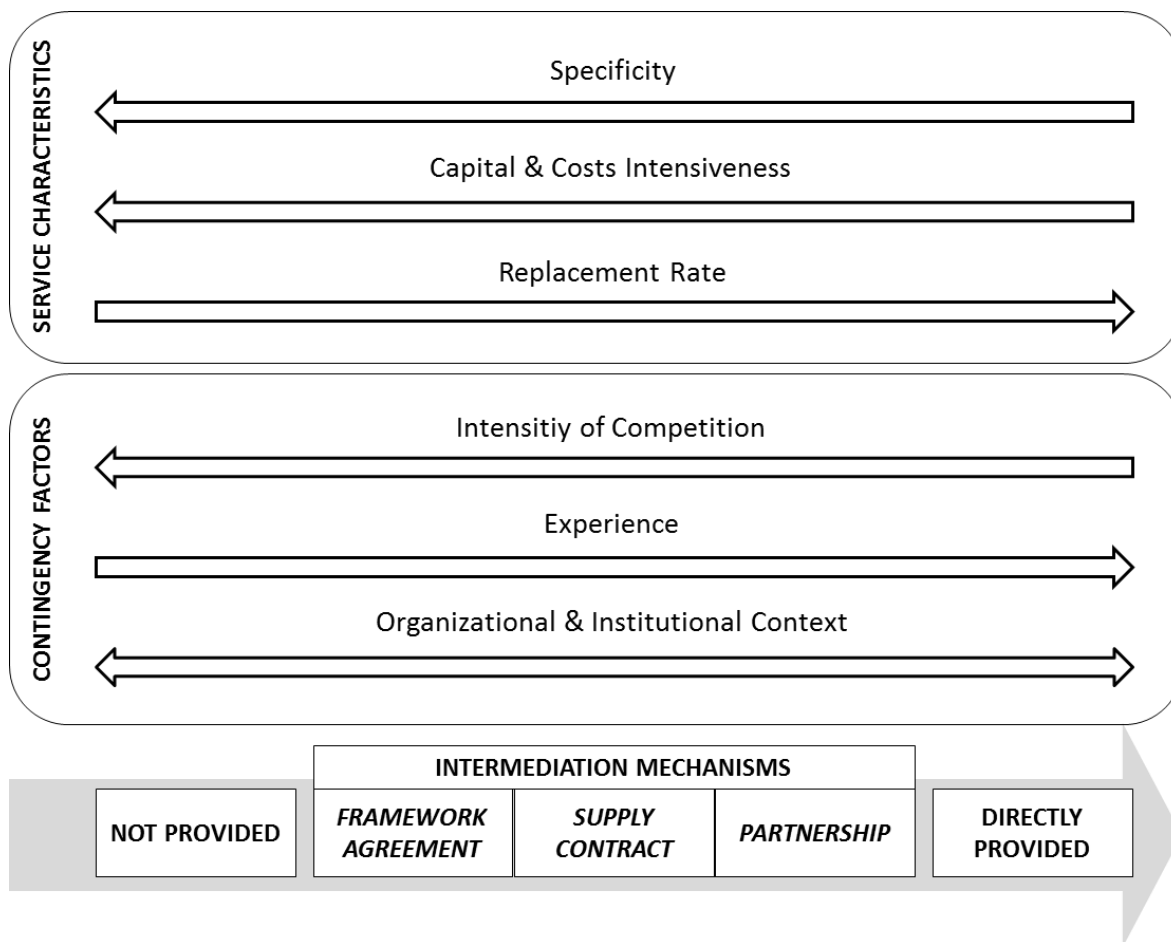 SERVICE CHARACTERISTICS
Specificity
Capital & Costs Intensiveness
Replacement Rate
CONTINGENCY FACTORS
Intensitiy of Competition
Experience
Organizational & Institutional Context
INTERMEDIATION MECHANISMS
NOT PROVIDED
FRAMEWORK
AGREEMENT
SUPPLY
CONTRACT
PARTNERSHIP
DIRECTLY
PROVIDED